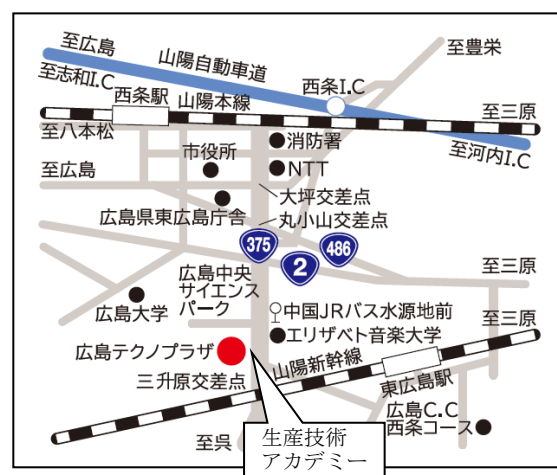 至広島
至志和I.C
山陽自動車道
至豊栄
西条I.C
西条駅
山陽本線
至三原
至八本松
消防署
至河内I.C
市役所
NTT
至広島
大坪交差点
広島県東広島庁舎
丸小山交差点
375
486
2
広島中央
サイエンス
パーク
至三原
広島大学
中国JRバス水源地前
至三原
エリザベト音楽大学
広島テクノプラザ
山陽新幹線
三升原交差点
東広島駅
広島C.C
西条コース
至呉
生産技術
アカデミー